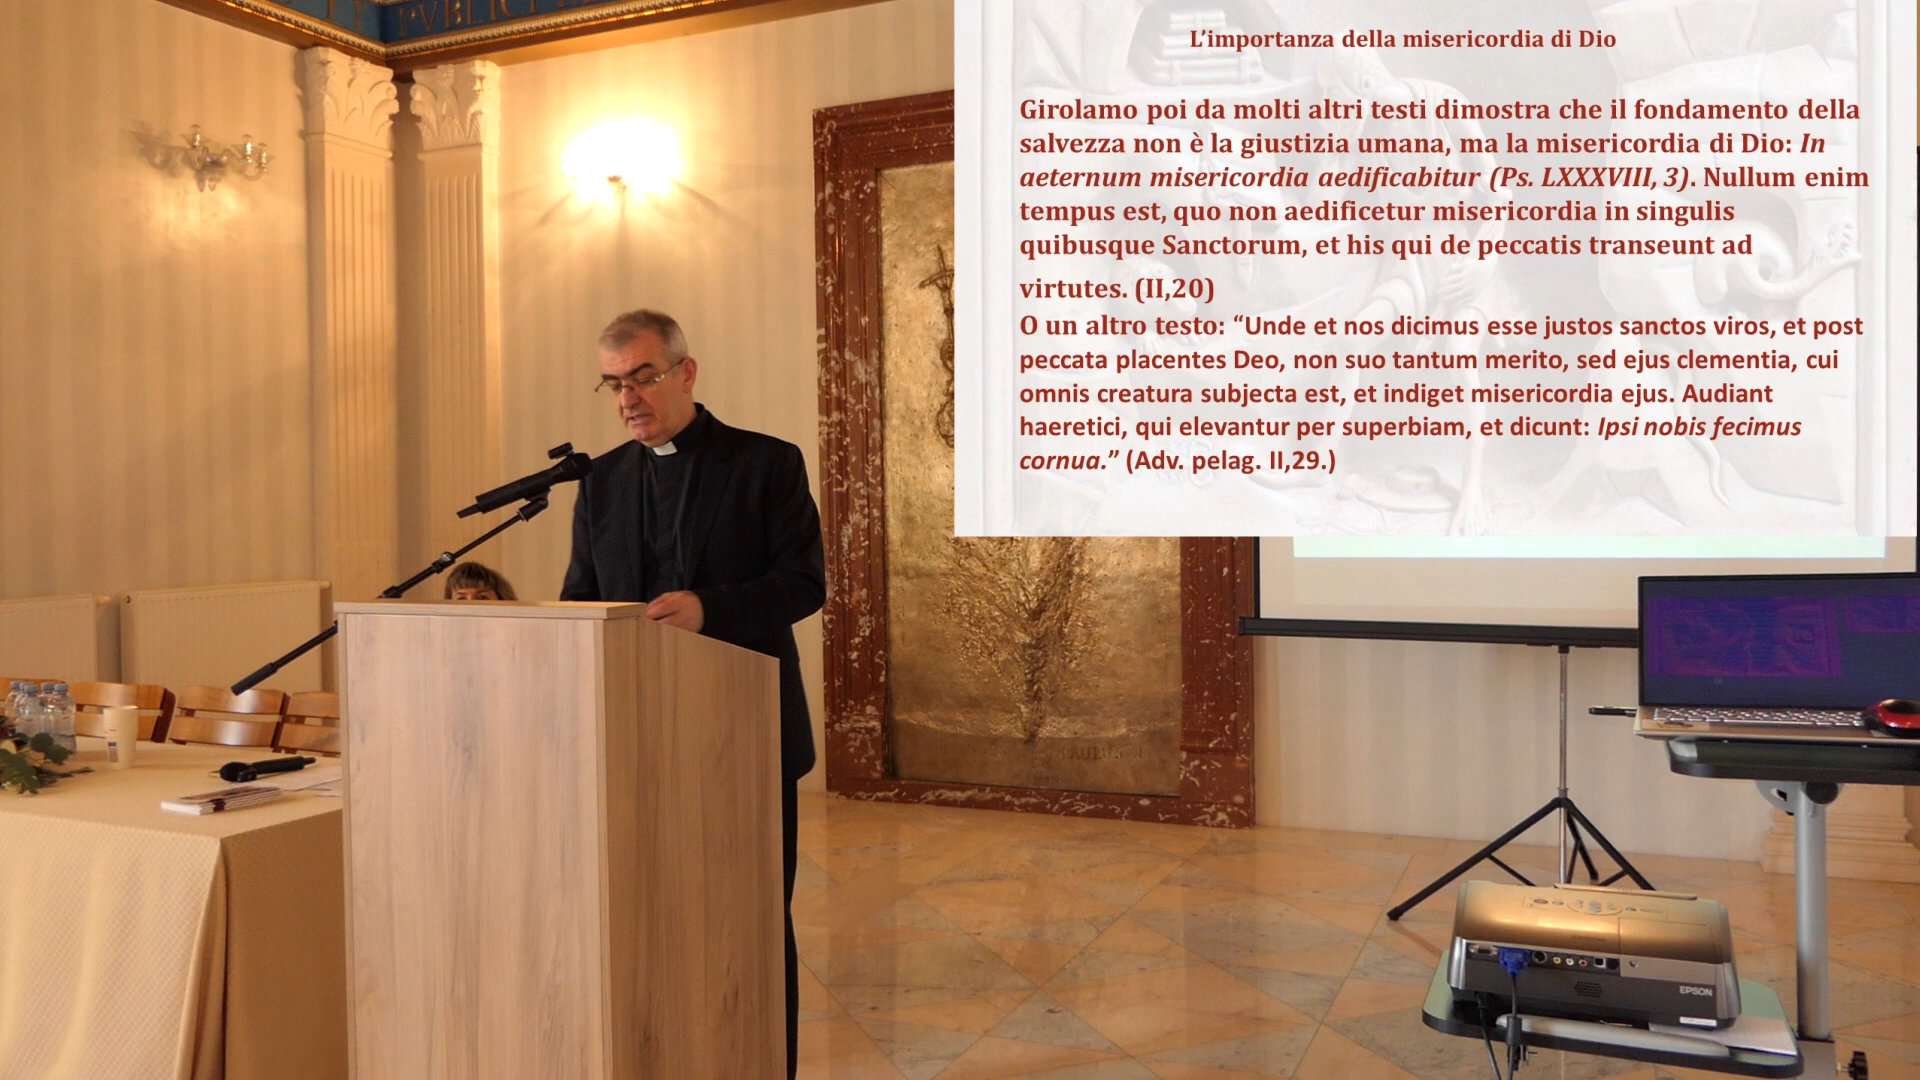 PVBLICI
L’importanza della misericordia di Dio
Girolamo poi da molti altri testi dimostra che il fondamento della
salvezza non è la giustizia umana, ma la misericordia di Dio: In
aeternum misericordia aedificabitur (Ps. LXXXVIII, 3). Nullum enim
tempus est, quo non aedificetur misericordia in singulis
quibusque Sanctorum, et his qui de peccatis transeunt ad
virtutes. (II,20)
O un altro testo: “Unde et nos dicimus esse justos sanctos viros, et post
peccata placentes Deo, non suo tantum merito, sed ejus clementia, cui
omnis creatura subjecta est, et indiget misericordia ejus. Audiant
haeretici, qui elevantur per superbiam, et dicunt: Ipsi nobis fecimus
cornua.” (Adv. pelag. II,29.)
EPSON